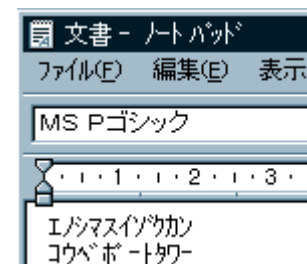 文書 - ﾉｰﾄ ﾊﾟｯﾄﾞ
ﾌｧｲﾙ(F) 編集(E) 表示
MS Pゴシック
1 2 3
ｴﾉｼﾏｽｲｿﾞｸｶﾝ
ｺｳﾍﾞﾎﾟｰﾄﾀﾜｰ